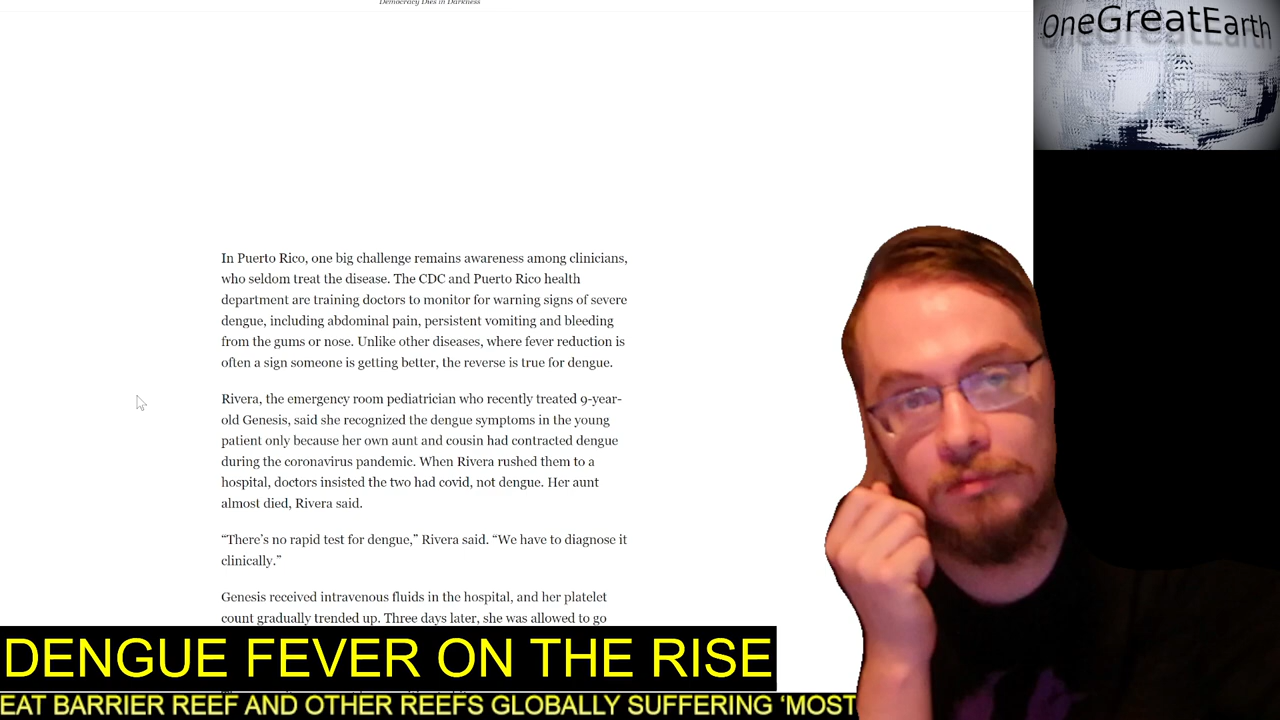 Democracy Dies in Darkness
OneGreatEarth
In Puerto Rico, one big challenge remains awareness among clinicians,
who seldom treat the disease. The CDC and Puerto Rico health
department are training doctors to monitor for warning signs of severe
dengue, including abdominal pain, persistent vomiting and bleeding
from the gums or nose. Unlike other diseases, where fever reduction is
often a sign someone is getting better, the reverse is true for dengue.
Rivera, the emergency room pediatrician who recently treated 9-year-
old Genesis, said she recognized the dengue symptoms in the young
patient only because her own aunt and cousin had contracted dengue
during the coronavirus pandemic. When Rivera rushed them to a
hospital, doctors insisted the two had covid, not dengue. Her aunt
almost died, Rivera said.
“There’s no rapid test for dengue,” Rivera said. “We have to diagnose it
clinically.”
Genesis received intravenous fluids in the hospital, and her platelet
count gradually trended up. Three days later, she was allowed to go
DENGUE FEVER ON THE RISE
EAT BARRIER REEF AND OTHER REEFS GLOBALLY SUFFERING ‘MOST